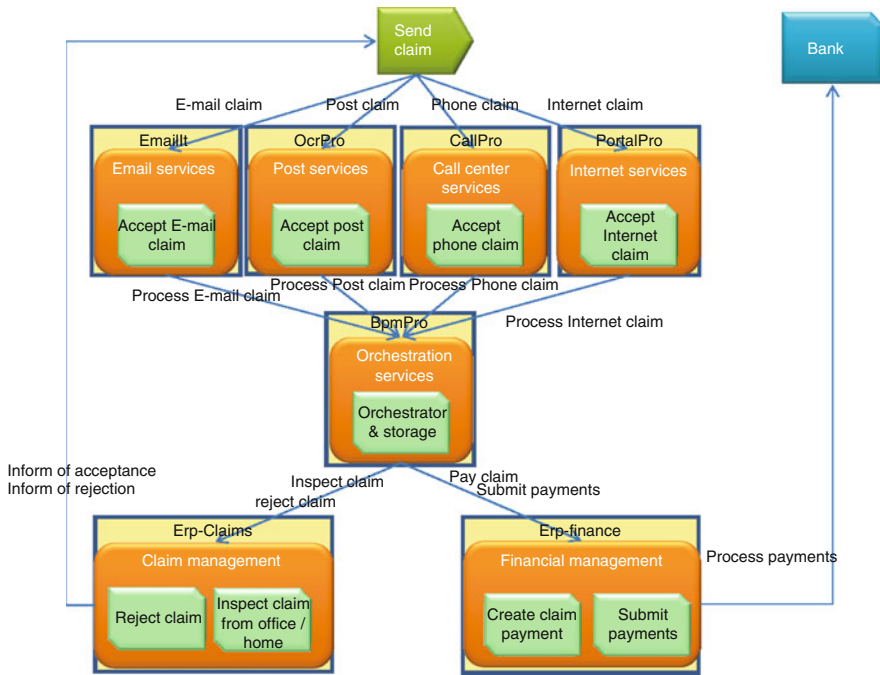 Send
claim
Bank
E-mail claim
Post claim
Phone claim
Internet claim
EmailIt
OcrPro
CallPro
PortalPro
Email services
Post services
Call center
services
Internet services
Accept E-mail
claim
Accept post
claim
Accept
phone claim
Accept
Internet
claim
Process E-mail claim
Process Post claim
Process Phone claim
Process Internet claim
BpmPro
Orchestration
services
Orchestrator
& storage
Inform of acceptance
Inform of rejection
Inspect claim
reject claim
Pay claim
Submit payments
Erp-Claims
Erp-finance
Claim management
Financial management
Process payments
Reject claim
Inspect claim
from office /
home
Create claim
payment
Submit
payments